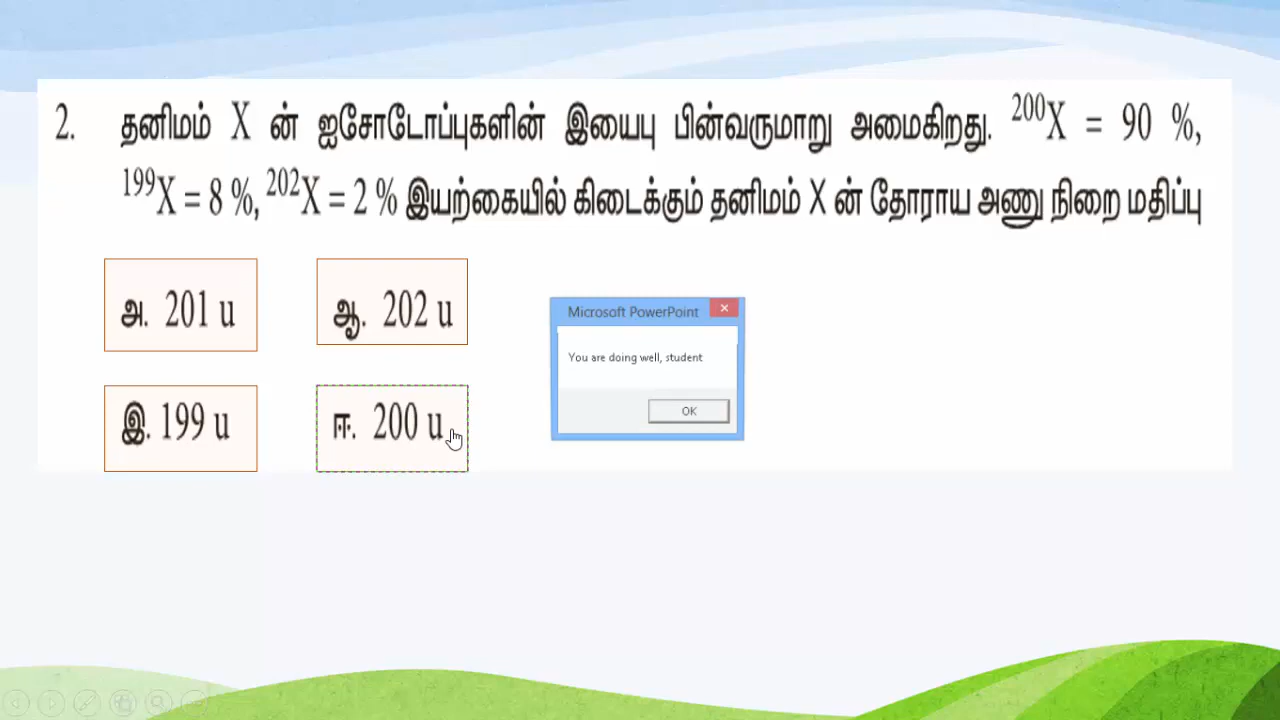 2. தனிமம் X ன் ஐசோடோப்புகளின் இயைபு பின்வருமாறு அமைகிறது. ²⁰⁰X = 90 %,
¹⁹⁹X = 8 %, ²⁰²X = 2 % இயற்கையில் கிடைக்கும் தனிமம் X ன் தோராய அணு நிறை மதிப்பு
அ. 201 u ஆ. 202 u
இ. 199 u ஈ. 200 u
Microsoft PowerPoint
You are doing well, student
OK